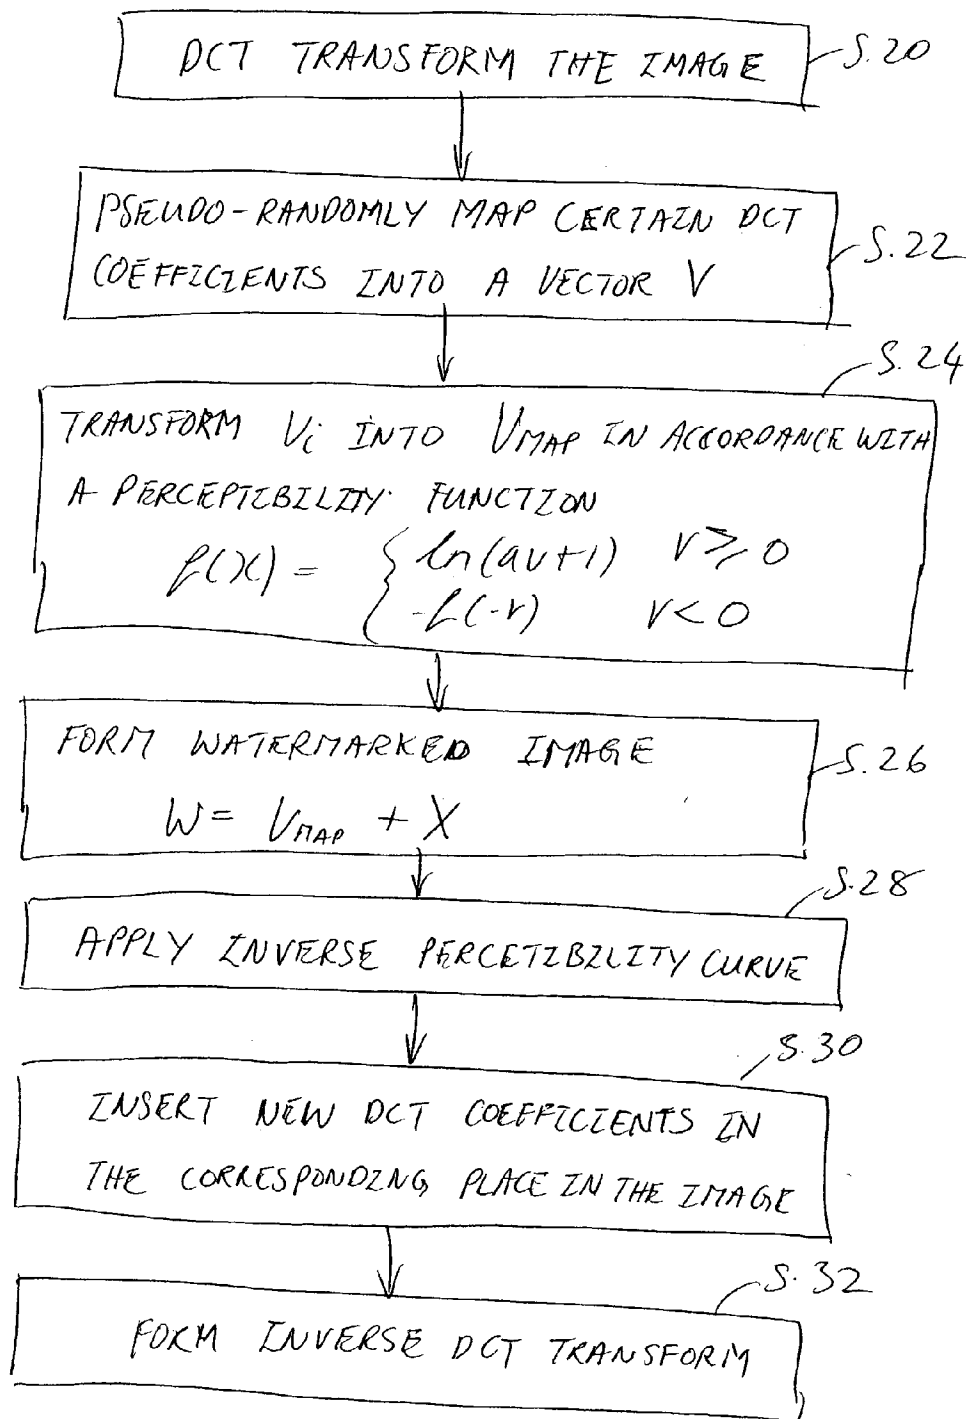 DCT TRANSFORM THE IMAGE
S.20
PSEUDO-RANDOMLY MAP CERTAIN DCT
COEFFICIENTS INTO A VECTOR V
S.22
S.24
TRANSFORM Vi INTO VMAP IN ACCORDANCE WITH
A PERCEPTIBILITY FUNCTION
f(x) = { ln(av+1) v ≥ 0
-f(-v) v < 0
FORM WATERMARKED IMAGE
W = VMAP + X
S.26
S.28
APPLY INVERSE PERCETIBILITY CURVE
S.30
INSERT NEW DCT COEFFICIENTS IN
THE CORRESPONDING PLACE IN THE IMAGE
S.32
FORM INVERSE DCT TRANSFORM